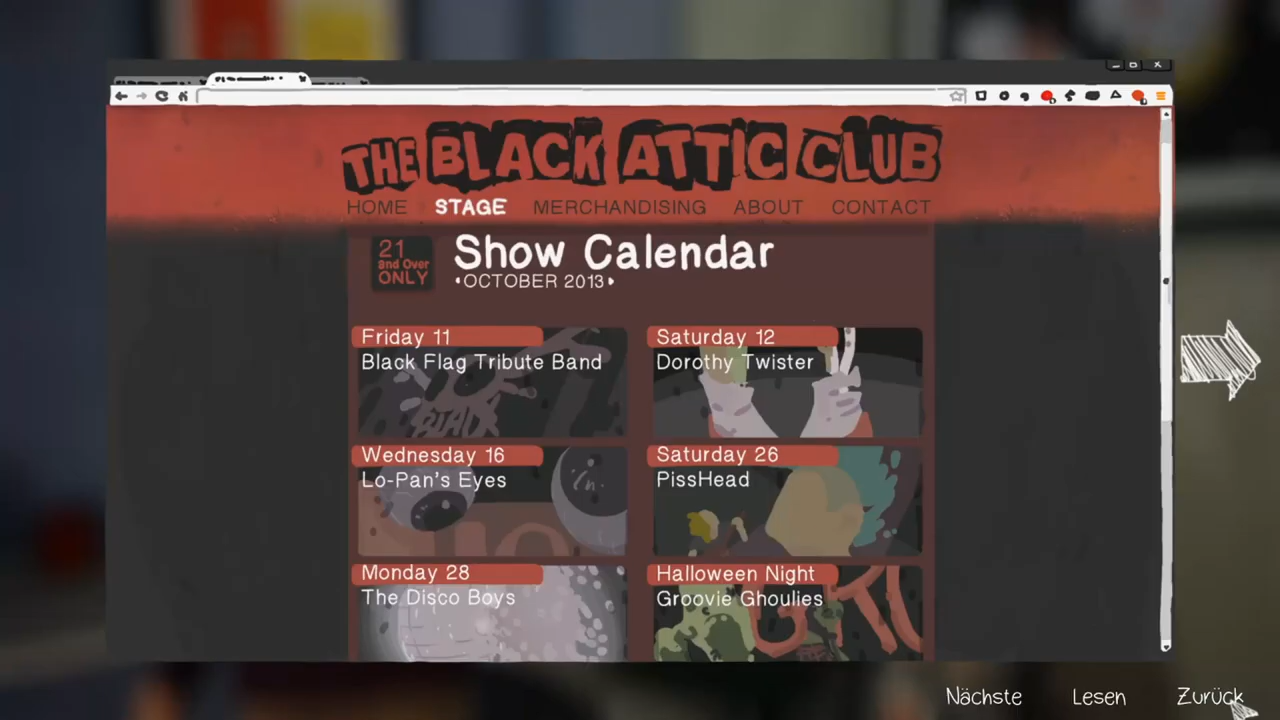 THE BLACK ATTIC CLUB
HOME STAGE MERCHANDISING ABOUT CONTACT
21
and Over
ONLY
Show Calendar
OCTOBER 2013
Friday 11
Black Flag Tribute Band
Saturday 12
Dorothy Twister
Wednesday 16
Lo-Pan's Eyes
Saturday 26
PissHead
Monday 28
The Disco Boys
Halloween Night
Groovie Ghoulies
Nächste Lesen Zurück